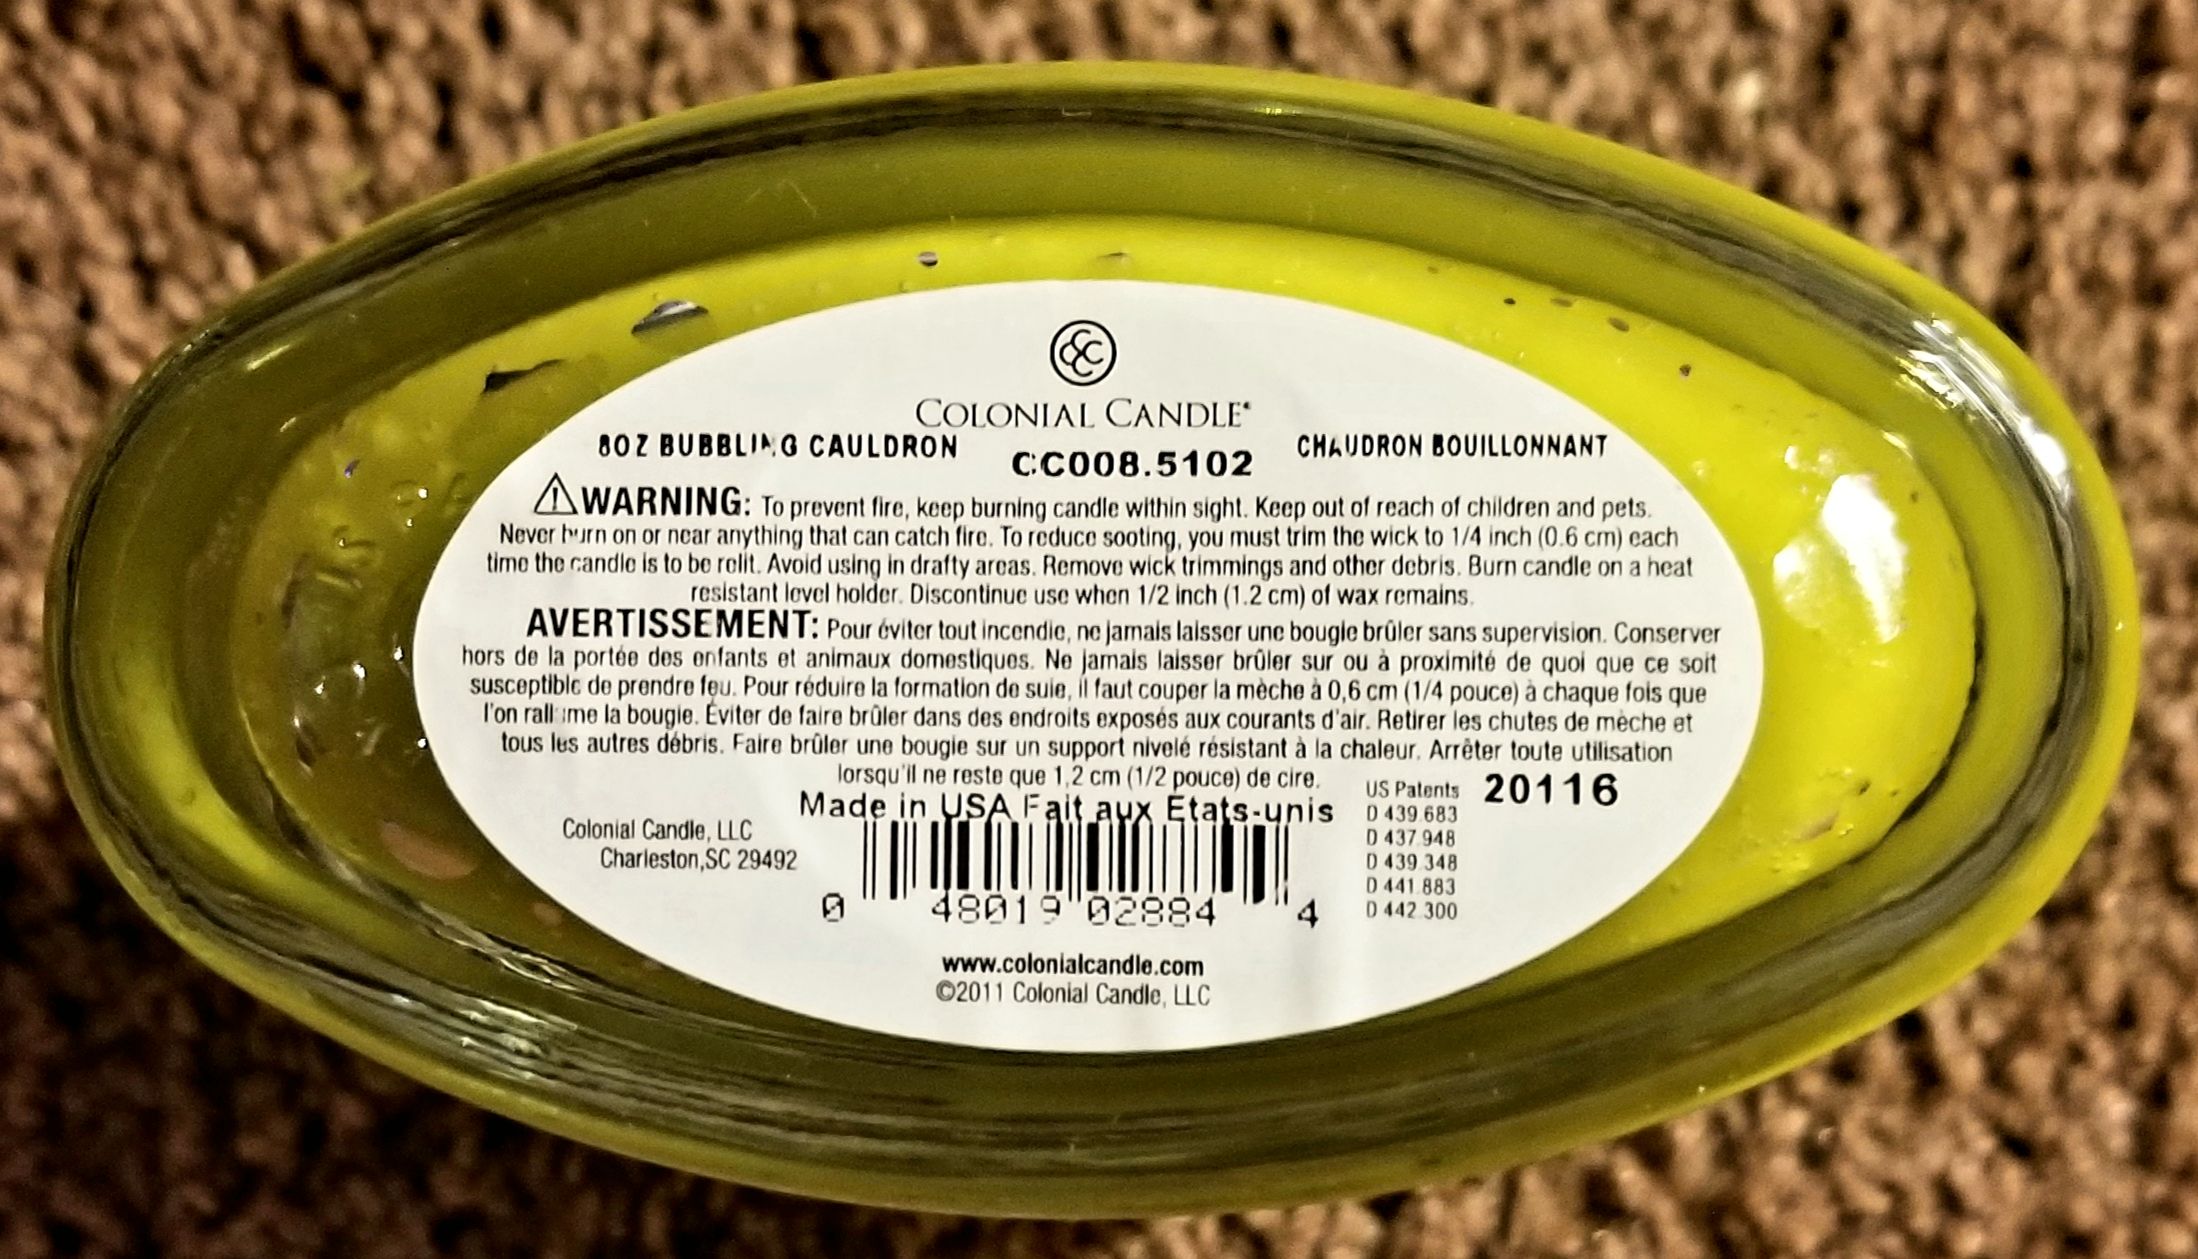 COLONIAL CANDLE®
8OZ BUBBLING CAULDRON CC008.5102 CHAUDRON BOUILLONNANT
⚠WARNING: To prevent fire, keep burning candle within sight. Keep out of reach of children and pets.
Never burn on or near anything that can catch fire. To reduce sooting, you must trim the wick to 1/4 inch (0.6 cm) each
time the candle is to be relit. Avoid using in drafty areas. Remove wick trimmings and other debris. Burn candle on a heat
resistant level holder. Discontinue use when 1/2 inch (1.2 cm) of wax remains.
AVERTISSEMENT: Pour éviter tout incendie, ne jamais laisser une bougie brûler sans supervision. Conserver
hors de la portée des enfants et animaux domestiques. Ne jamais laisser brûler sur ou à proximité de quoi que ce soit
susceptible de prendre feu. Pour réduire la formation de suie, il faut couper la mèche à 0,6 cm (1/4 pouce) à chaque fois que
l'on rallume la bougie. Éviter de faire brûler dans des endroits exposés aux courants d'air. Retirer les chutes de mèche et
tous les autres débris. Faire brûler une bougie sur un support nivelé résistant à la chaleur. Arrêter toute utilisation
lorsqu'il ne reste que 1,2 cm (1/2 pouce) de cire.
Made in USA Fait aux Etats-unis
Colonial Candle, LLC
Charleston,SC 29492
0 48019 02884 4
US Patents 20116
D 439.683
D 437 948
D 439 348
D 441 883
D 442 300
www.colonialcandle.com
©2011 Colonial Candle, LLC